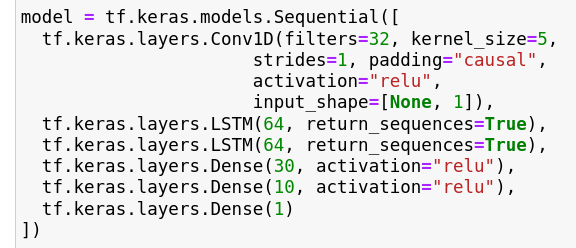 model = tf.keras.models.Sequential([
  tf.keras.layers.Conv1D(filters=32, kernel_size=5,
                      strides=1, padding="causal",
                      activation="relu",
                      input_shape=[None, 1]),
  tf.keras.layers.LSTM(64, return_sequences=True),
  tf.keras.layers.LSTM(64, return_sequences=True),
  tf.keras.layers.Dense(30, activation="relu"),
  tf.keras.layers.Dense(10, activation="relu"),
  tf.keras.layers.Dense(1)
])